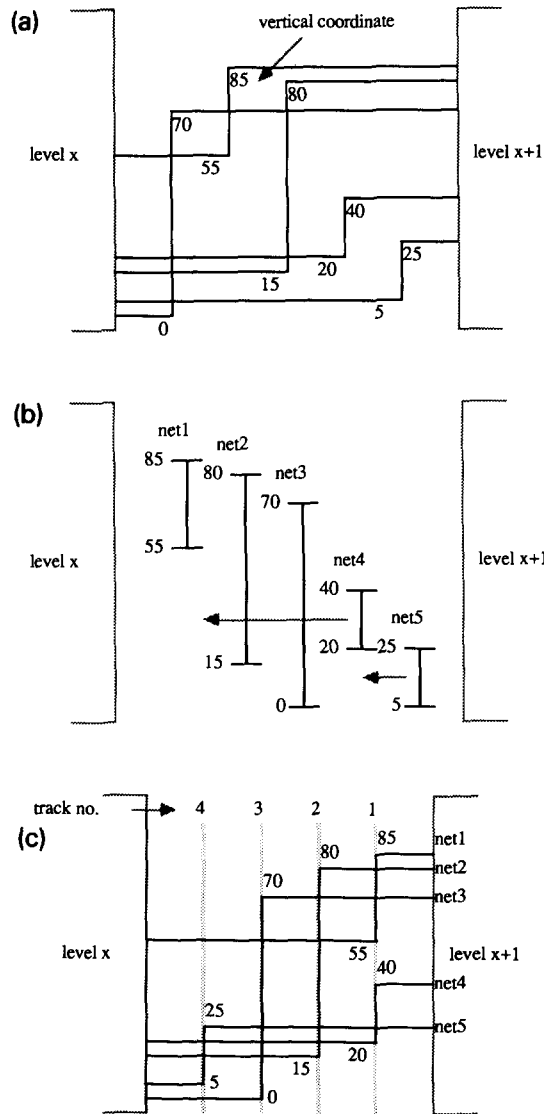 (a)
vertical coordinate
85
80
70
level x
55
level x+1
40
25
20
15
5
0
(b)
net1
net2
85
80
net3
70
55
level x
level x+1
net4
40
net5
20
25
15
0
5
(c)
track no.
4
3
2
1
85
net1
80
net2
70
net3
level x
55
level x+1
40
net4
25
net5
20
15
5
0